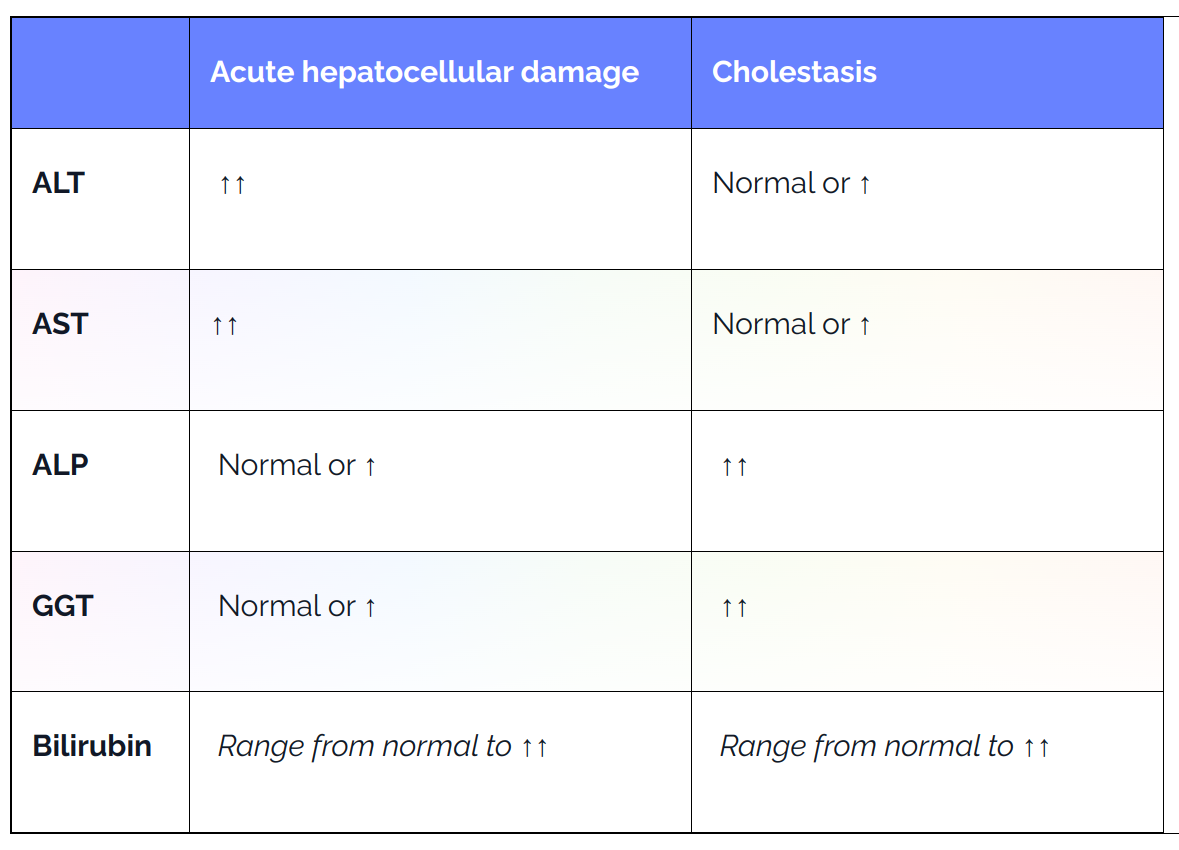 Acute hepatocellular damage Cholestasis
ALT ↑↑ Normal or ↑
AST ↑↑ Normal or ↑
ALP Normal or ↑ ↑↑
GGT Normal or ↑ ↑↑
Bilirubin Range from normal to ↑↑ Range from normal to ↑↑